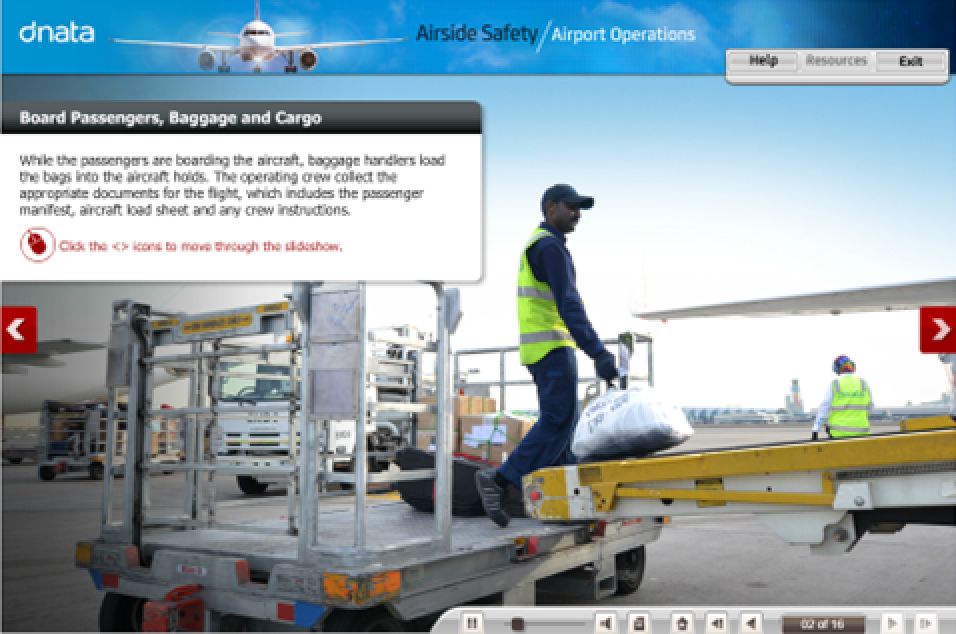 dnata
Airside Safety/Airport Operations
Help Resources Exit
Board Passengers, Baggage and Cargo
While the passengers are boarding the aircraft, baggage handlers load
the bags into the aircraft holds. The operating crew collect the
appropriate documents for the flight, which includes the passenger
manifest, aircraft load sheet and any crew instructions.
Click the <> icons to move through the slideshow.
02 of 16